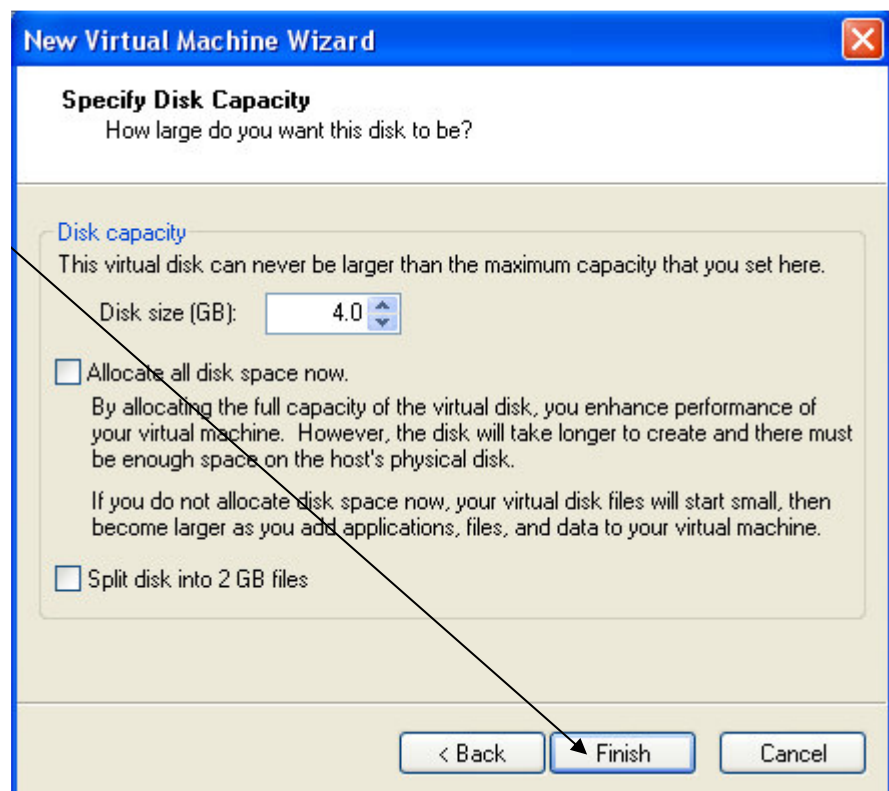 New Virtual Machine Wizard
Specify Disk Capacity
How large do you want this disk to be?
Disk capacity
This virtual disk can never be larger than the maximum capacity that you set here.
Disk size (GB): 4.0
Allocate all disk space now.
By allocating the full capacity of the virtual disk, you enhance performance of
your virtual machine. However, the disk will take longer to create and there must
be enough space on the host's physical disk.
If you do not allocate disk space now, your virtual disk files will start small, then
become larger as you add applications, files, and data to your virtual machine.
Split disk into 2 GB files
< Back Finish Cancel